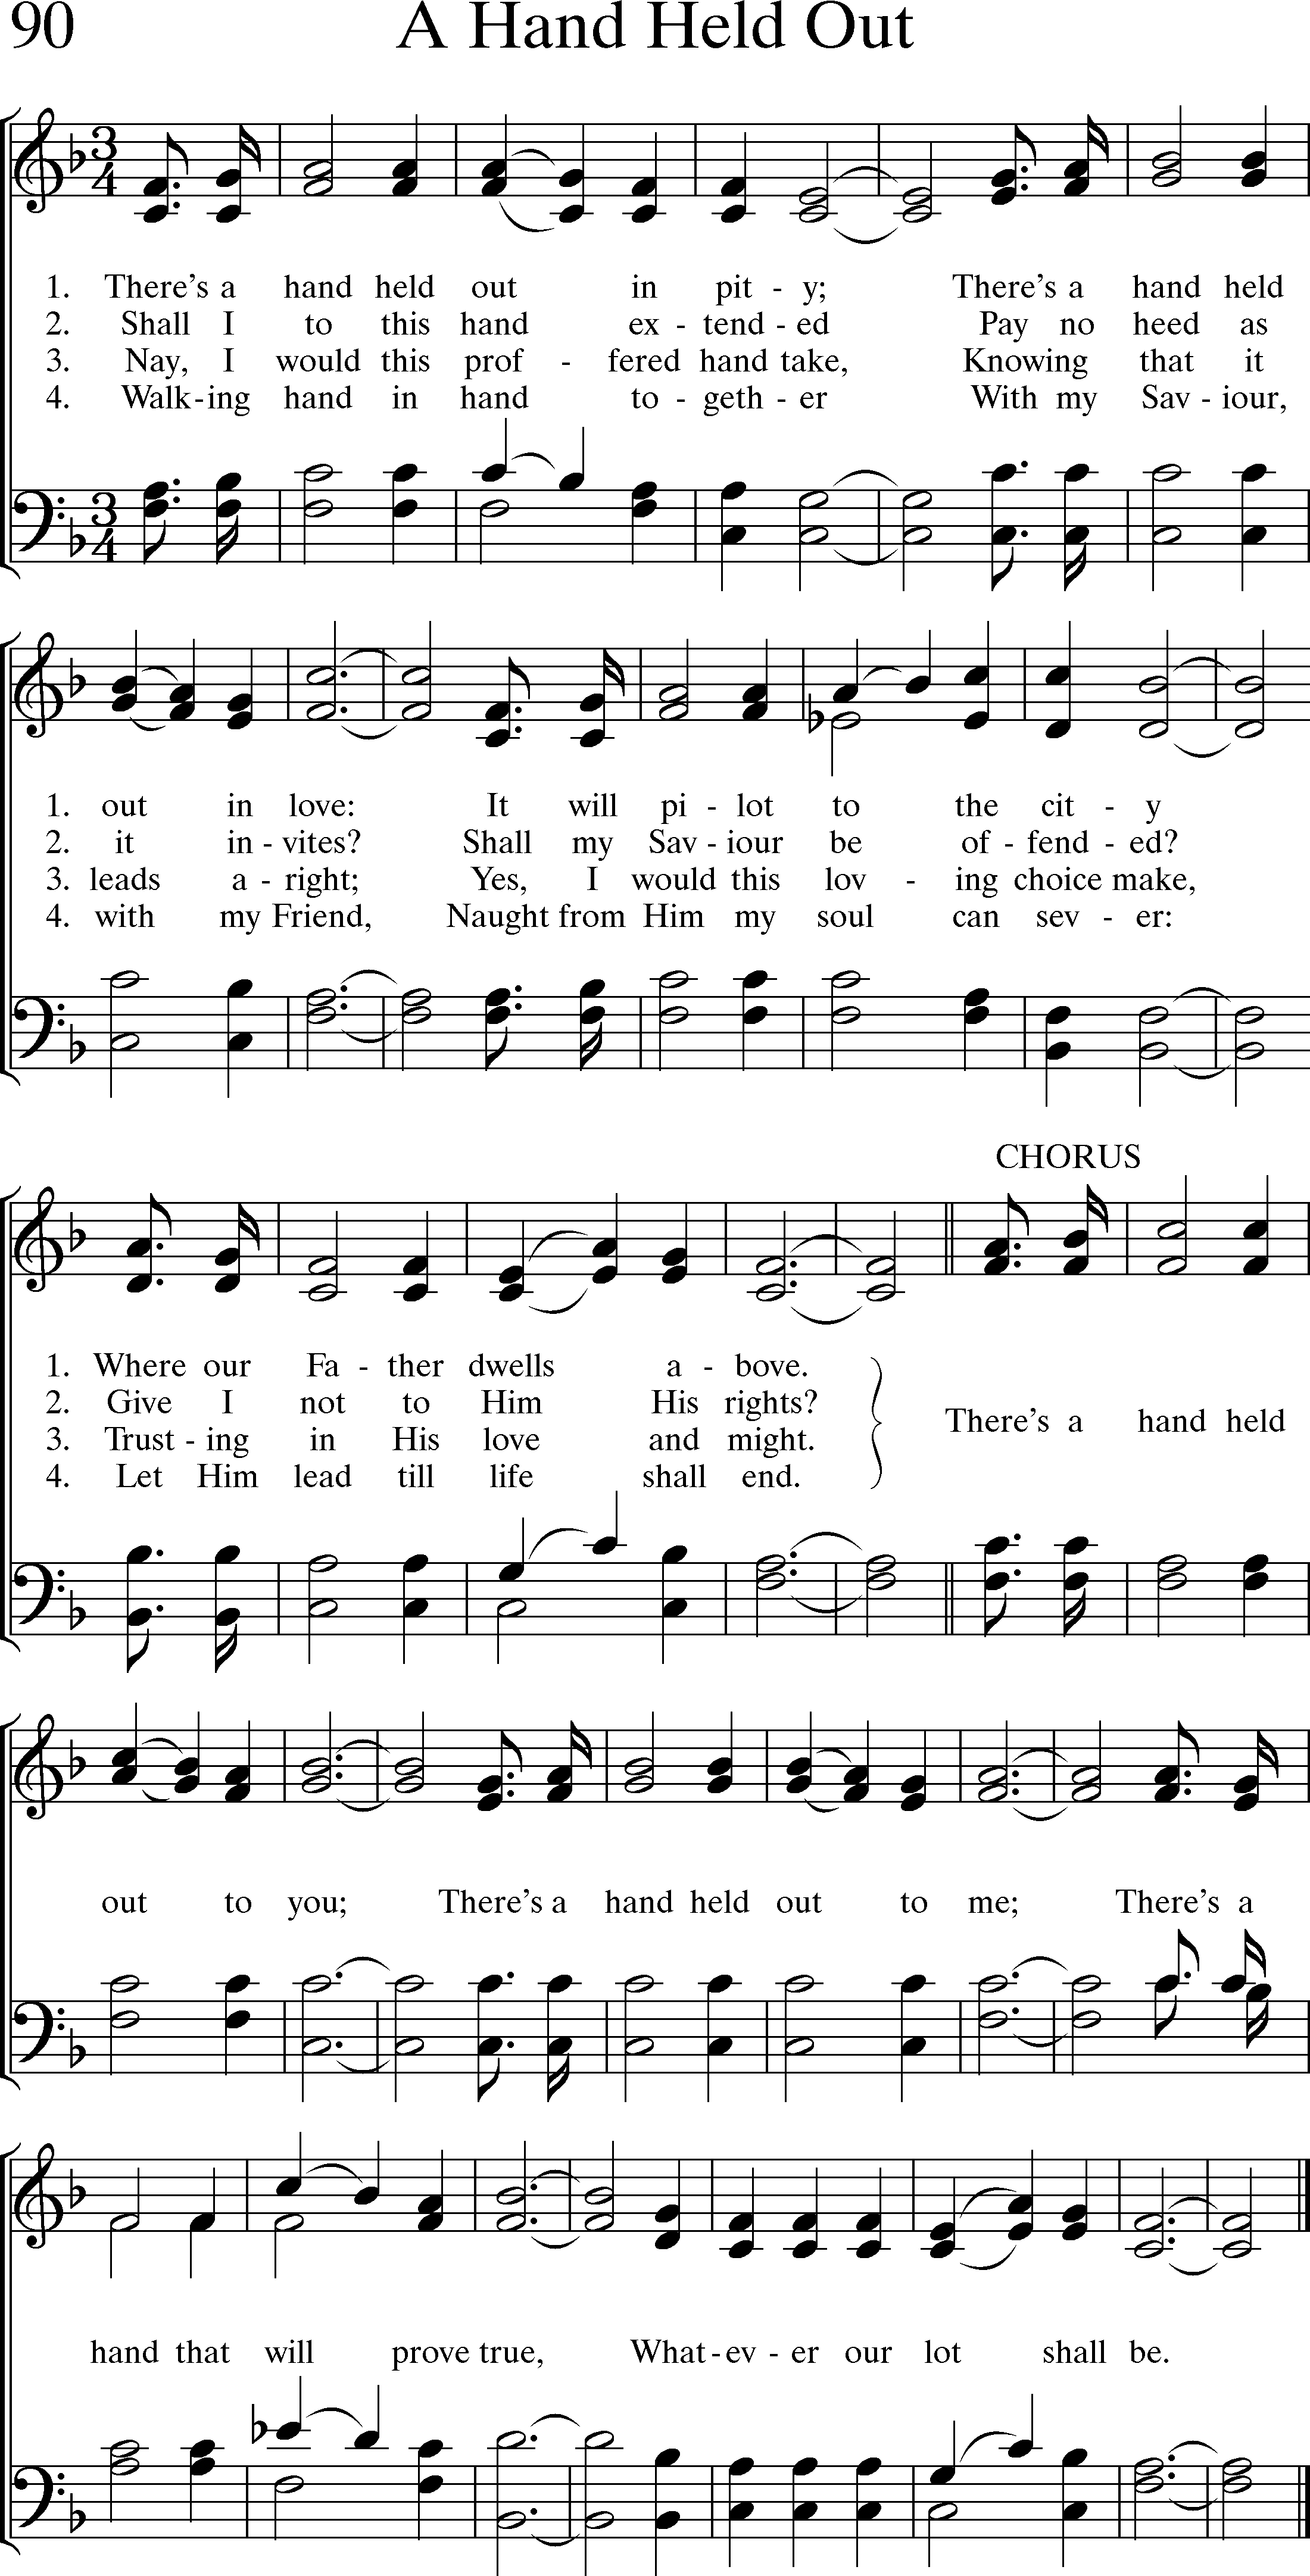 90 A Hand Held Out
3
4
1. There's a hand held out in pit - y; There's a hand held
2. Shall I to this hand ex - tend - ed Pay no heed as
3. Nay, I would this prof - fered hand take, Knowing that it
4. Walk - ing hand in hand to - geth - er With my Sav - iour,
3
4
1. out in love: It will pi - lot to the cit - y
2. it in - vites? Shall my Sav - iour be of - fend - ed?
3. leads a - right; Yes, I would this lov - ing choice make,
4. with my Friend, Naught from Him my soul can sev - er:
CHORUS
1. Where our Fa - ther dwells a - bove.
2. Give I not to Him His rights?
There's a hand held
3. Trust - ing in His love and might.
4. Let Him lead till life shall end.
out to you; There's a hand held out to me; There's a
hand that will prove true, What - ev - er our lot shall be.